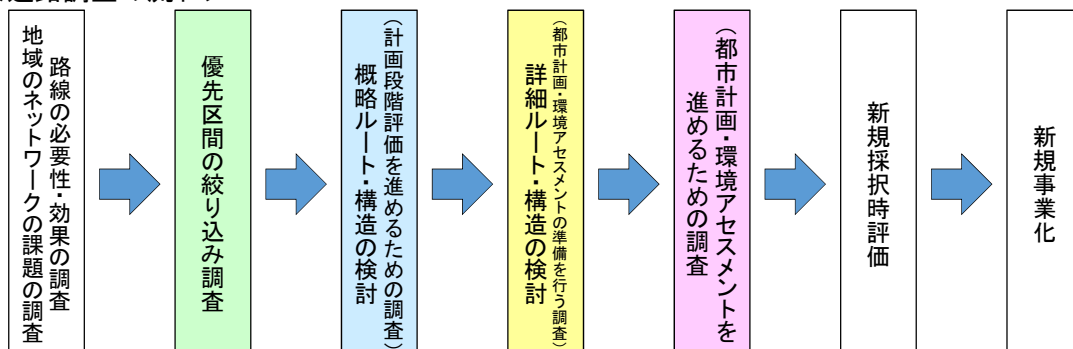 路線の必要性・効果の調査
地域のネットワークの課題の調査
優先区間の絞り込み調査
(計画段階評価を進めるための調査)
概略ルート・構造の検討
(都市計画・環境アセスメントの準備を行う調査)
詳細ルート・構造の検討
(都市計画・環境アセスメントを
進めるための調査
新規採択時評価
新規事業化